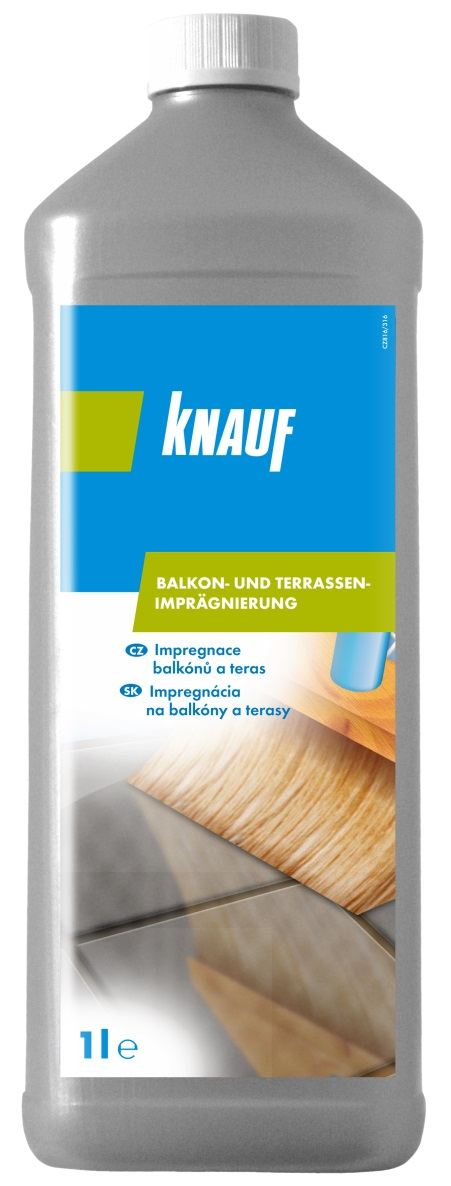 CZ816/316
KNAUF
BALKON- UND TERRASSEN-
IMPRÄGNIERUNG
CZ Impregnace
balkónů a teras
SK Impregnácia
na balkóny a terasy
1l e